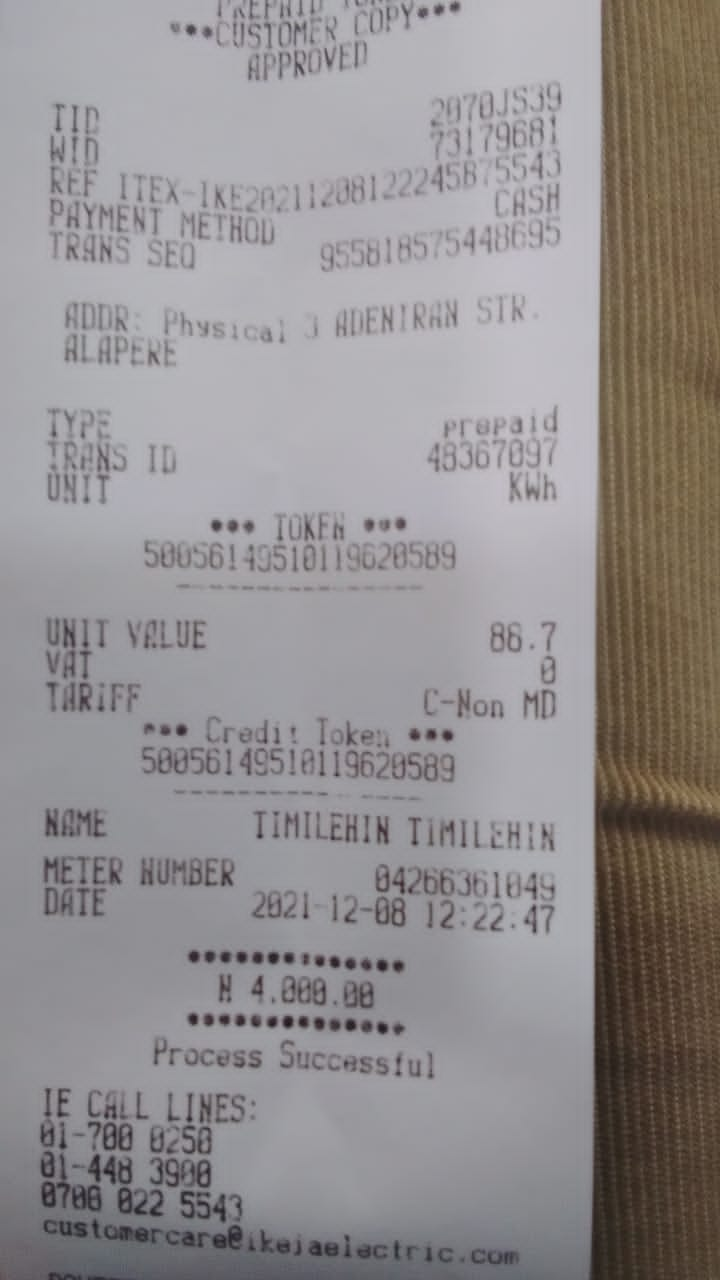 PREPAID
***CUSTOMER COPY***
APPROVED
TID 2070JS39
WID 73179681
REF ITEX-IKE20211208122245875543
PAYMENT METHOD CASH
TRANS SEQ 955818575448695
ADDR: Physical 3 ADENIRAN STR.
ALAPERE
TYPE prepaid
TRANS ID 48367097
UNIT KWh
*** TOKEN ***
50056149510119620589
UNIT VALUE 86.7
VAT 0
TARIFF C-Non MD
*** Credit Token ***
50056149510119620589
NAME TIMILEHIN TIMILEHIN
METER NUMBER 04266361049
DATE 2021-12-08 12:22:47
**************
N 4,000.00
**************
Process Successful
IE CALL LINES:
01-700 0250
01-448 3900
0708 022 5543
customercare@ikejaelectric.com